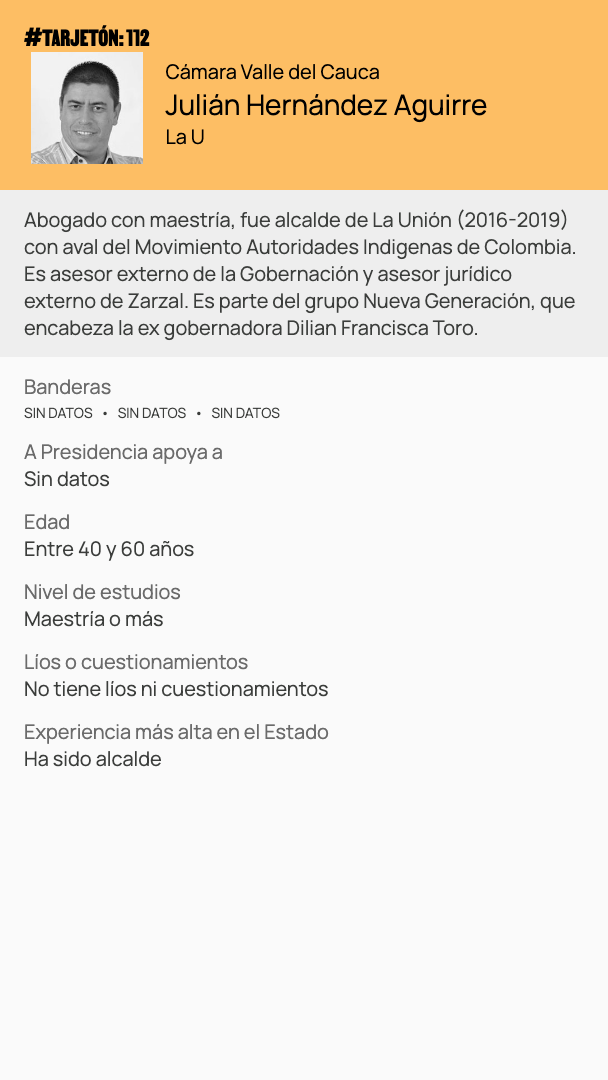 #TARJETÓN: 112
Cámara Valle del Cauca
Julián Hernández Aguirre
La U
Abogado con maestría, fue alcalde de La Unión (2016-2019)
con aval del Movimiento Autoridades Indigenas de Colombia.
Es asesor externo de la Gobernación y asesor jurídico
externo de Zarzal. Es parte del grupo Nueva Generación, que
encabeza la ex gobernadora Dilian Francisca Toro.
Banderas
SIN DATOS • SIN DATOS • SIN DATOS
A Presidencia apoya a
Sin datos
Edad
Entre 40 y 60 años
Nivel de estudios
Maestría o más
Líos o cuestionamientos
No tiene líos ni cuestionamientos
Experiencia más alta en el Estado
Ha sido alcalde